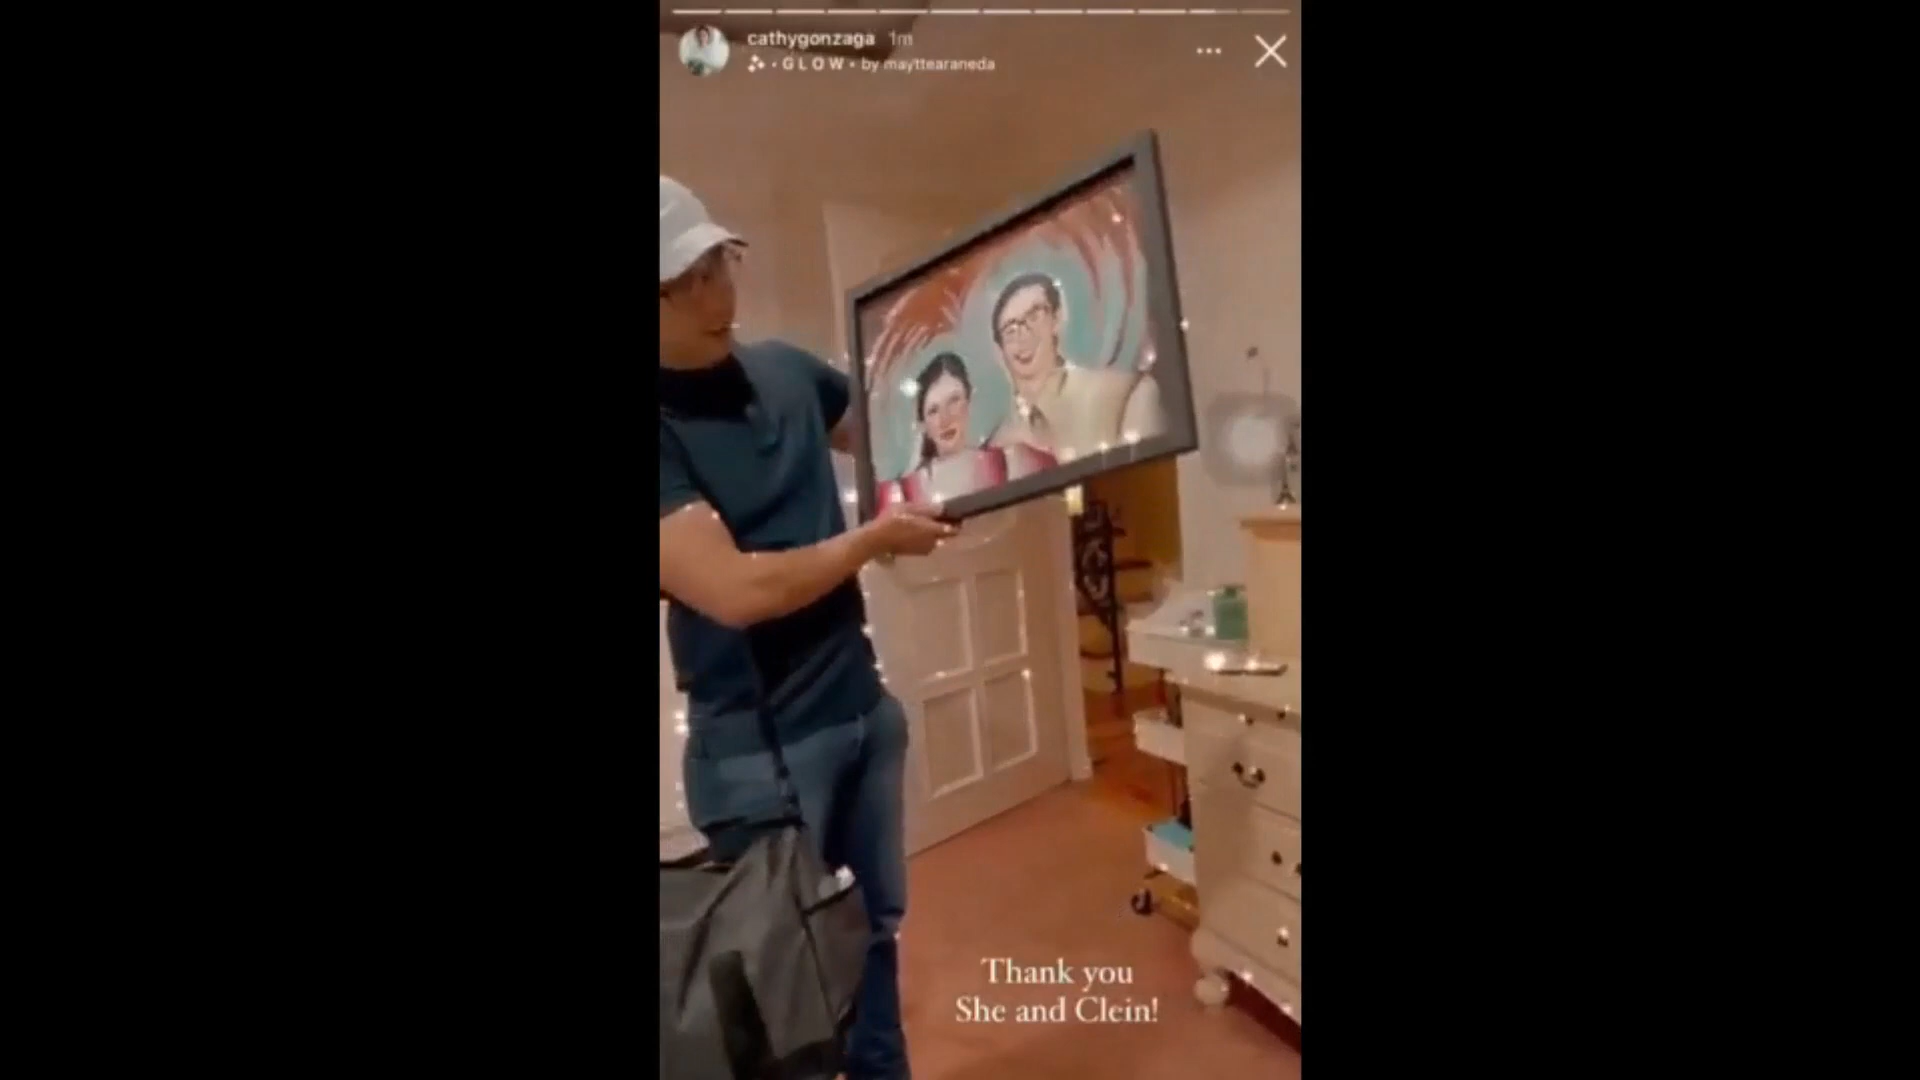 cathygonzaga 1m
• G L O W • by mayttearaneda
Thank you
She and Clein!